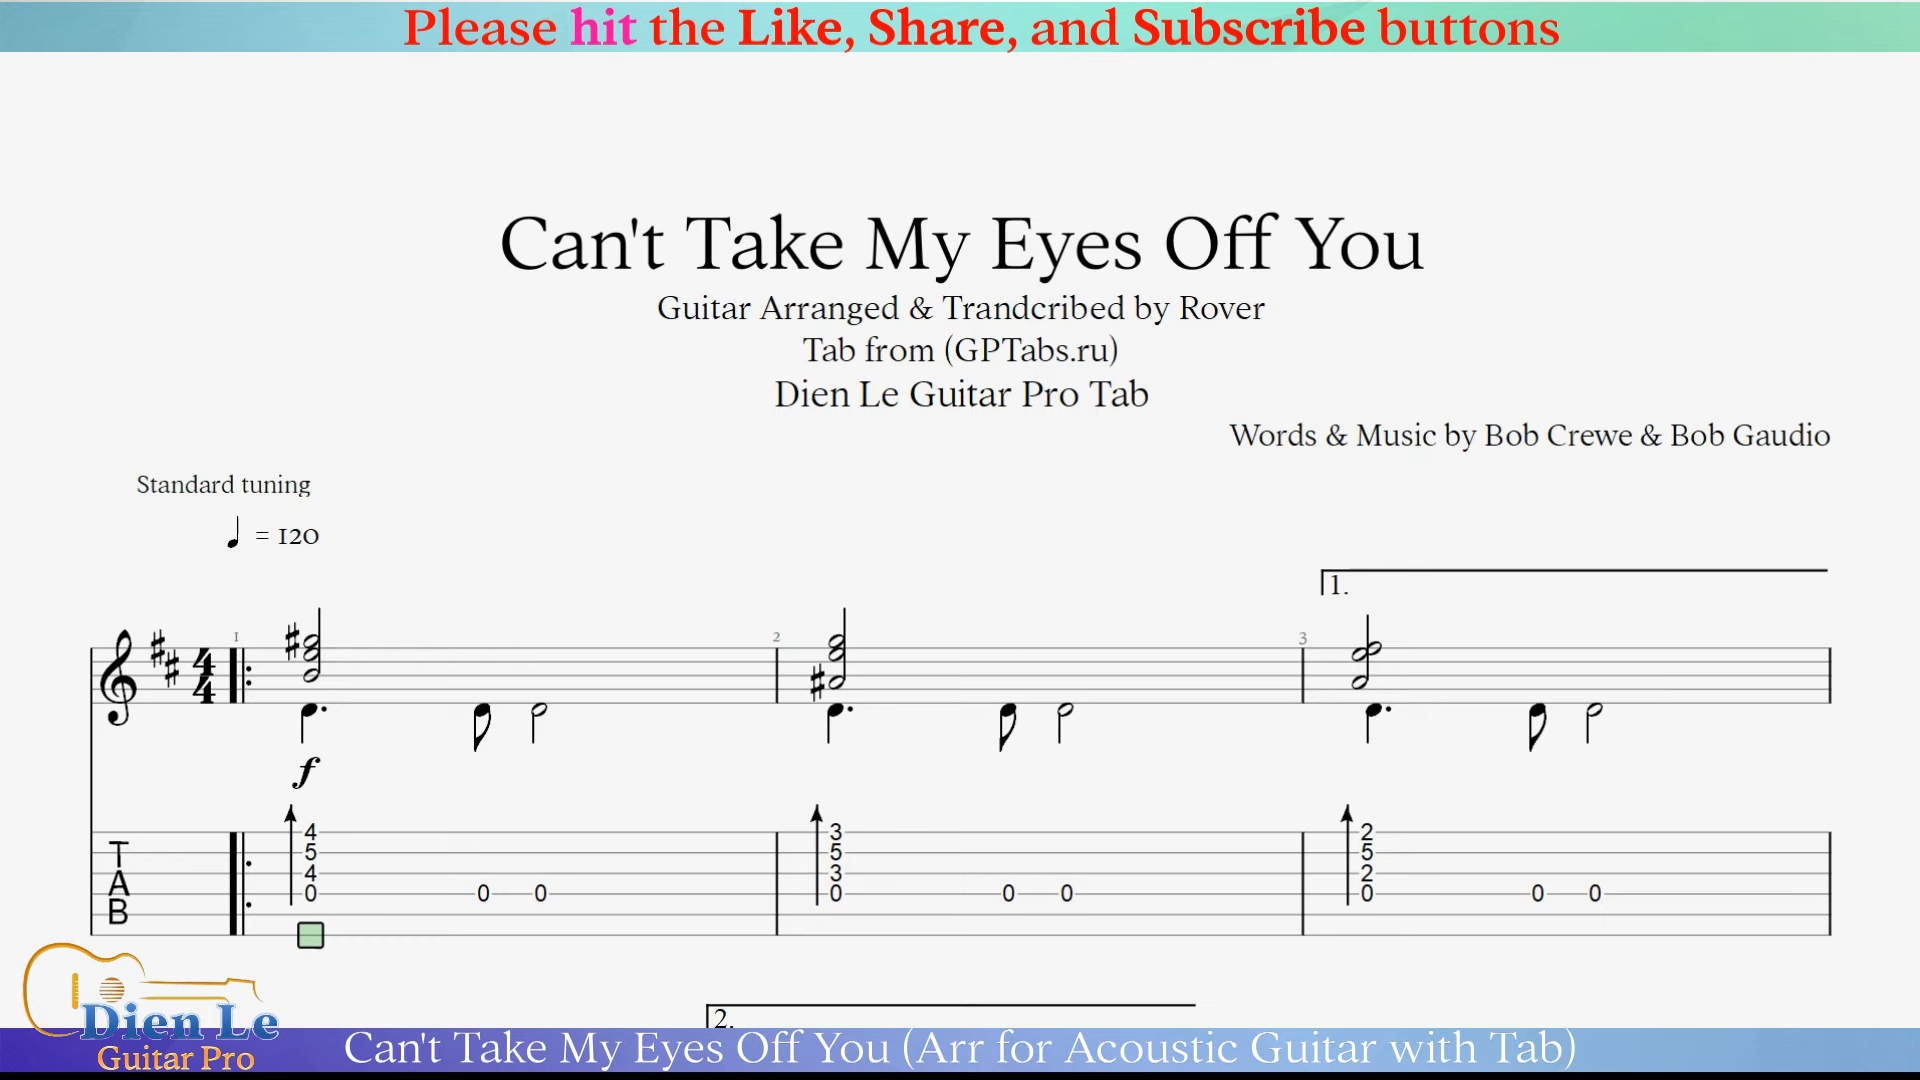 Please hit the Like, Share, and Subscribe buttons
Can't Take My Eyes Off You
Guitar Arranged & Trandcribed by Rover
Tab from (GPTabs.ru)
Dien Le Guitar Pro Tab
Words & Music by Bob Crewe & Bob Gaudio
Standard tuning
= 120
1.
1 2 3
4 4
f
T A B
4 3 2
5 5 5
4 3 2
0 0 0 0 0 0 0 0 0
2.
Dien Le
Guitar Pro
Can't Take My Eyes Off You (Arr for Acoustic Guitar with Tab)